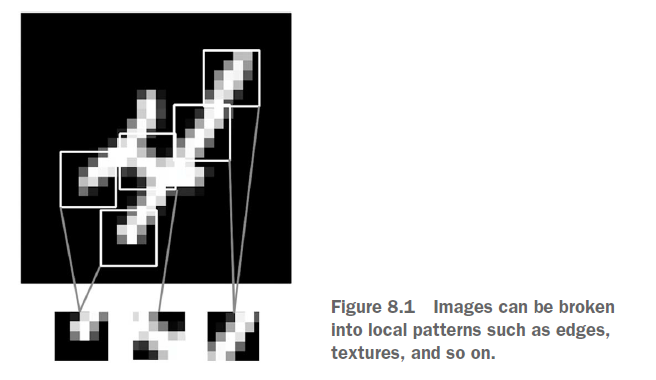 Figure 8.1 Images can be broken
into local patterns such as edges,
textures, and so on.